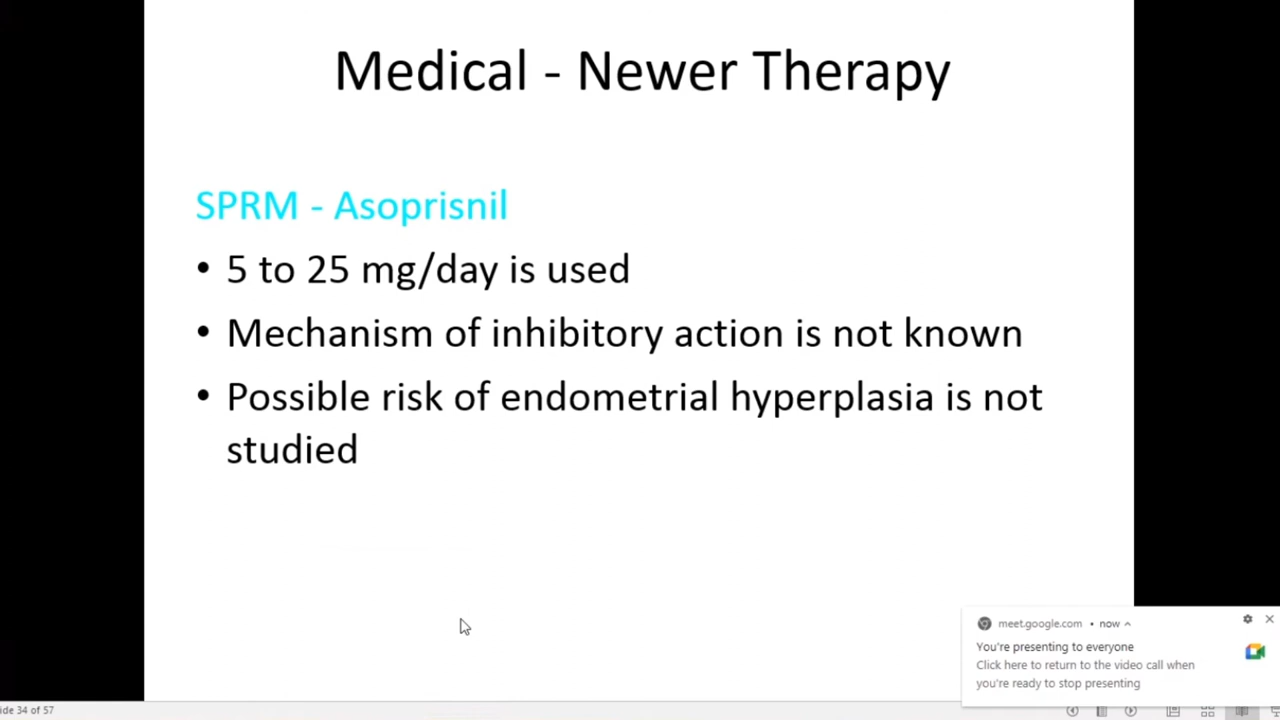 Medical - Newer Therapy
SPRM - Asoprisnil
• 5 to 25 mg/day is used
• Mechanism of inhibitory action is not known
• Possible risk of endometrial hyperplasia is not
studied
meet.google.com • now
You're presenting to everyone
Click here to return to the video call when
you're ready to stop presenting
ide 34 of 57